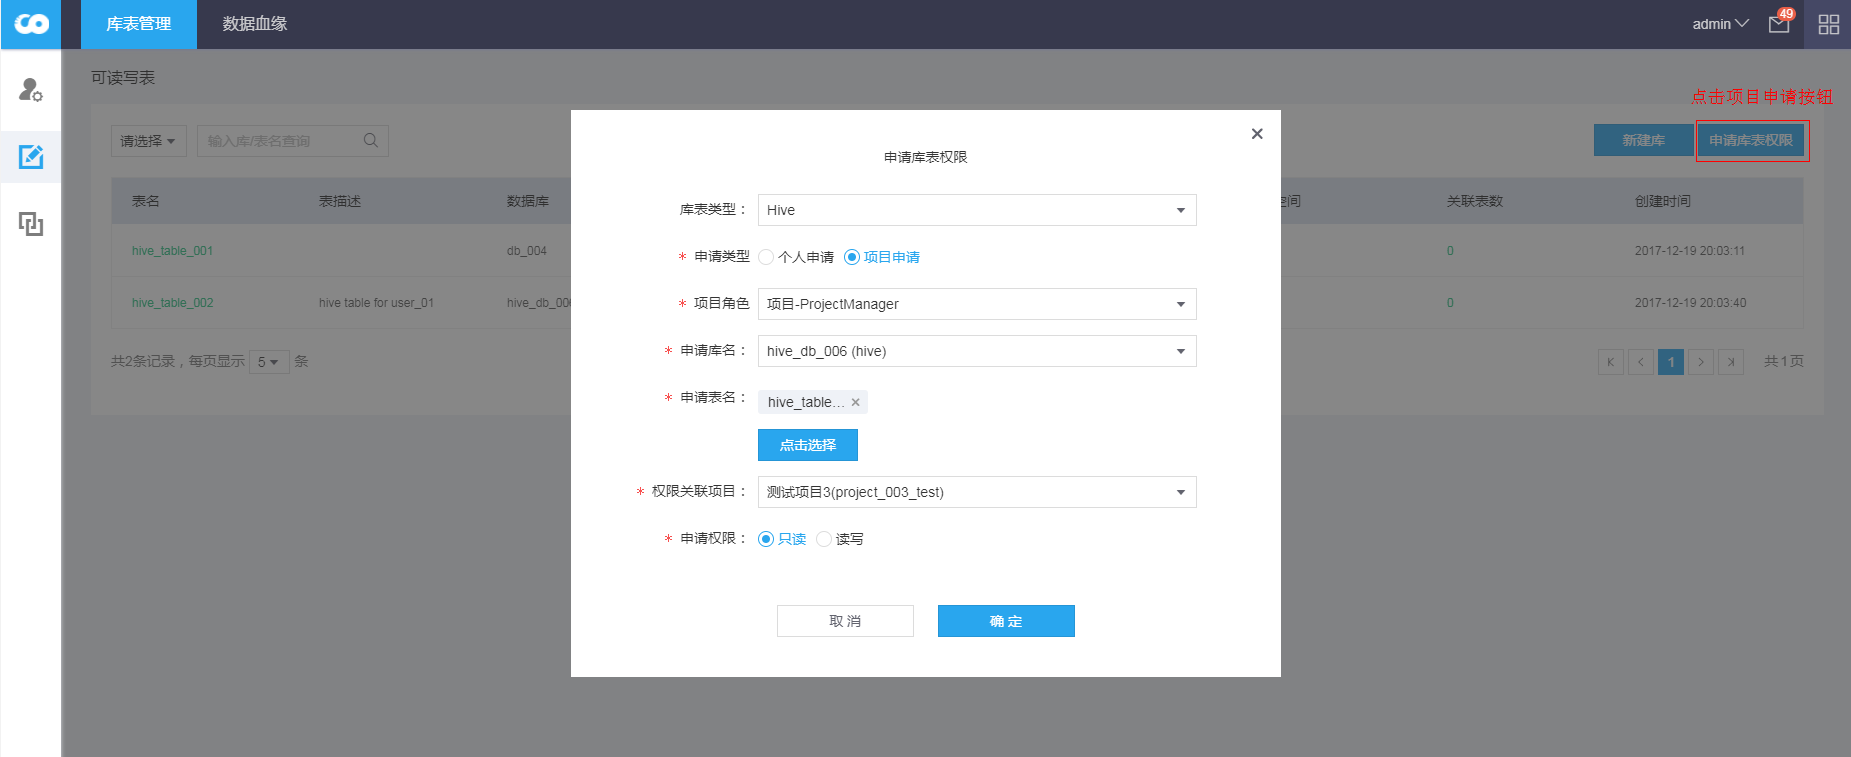 库表管理 数据血缘 admin 49
可读写表
点击项目申请按钮
请选择 输入库/表名查询 新建库 申请库表权限
表名 表描述 数据库 空间 关联表数 创建时间
hive_table_001 db_004 0 2017-12-19 20:03:11
hive_table_002 hive table for user_01 hive_db_006 0 2017-12-19 20:03:40
共2条记录，每页显示 5 条 1 共1页
申请库表权限
库表类型： Hive
* 申请类型 个人申请 项目申请
* 项目角色 项目-ProjectManager
* 申请库名： hive_db_006 (hive)
* 申请表名： hive_table...
点击选择
* 权限关联项目： 测试项目3(project_003_test)
* 申请权限： 只读 读写
取 消 确 定